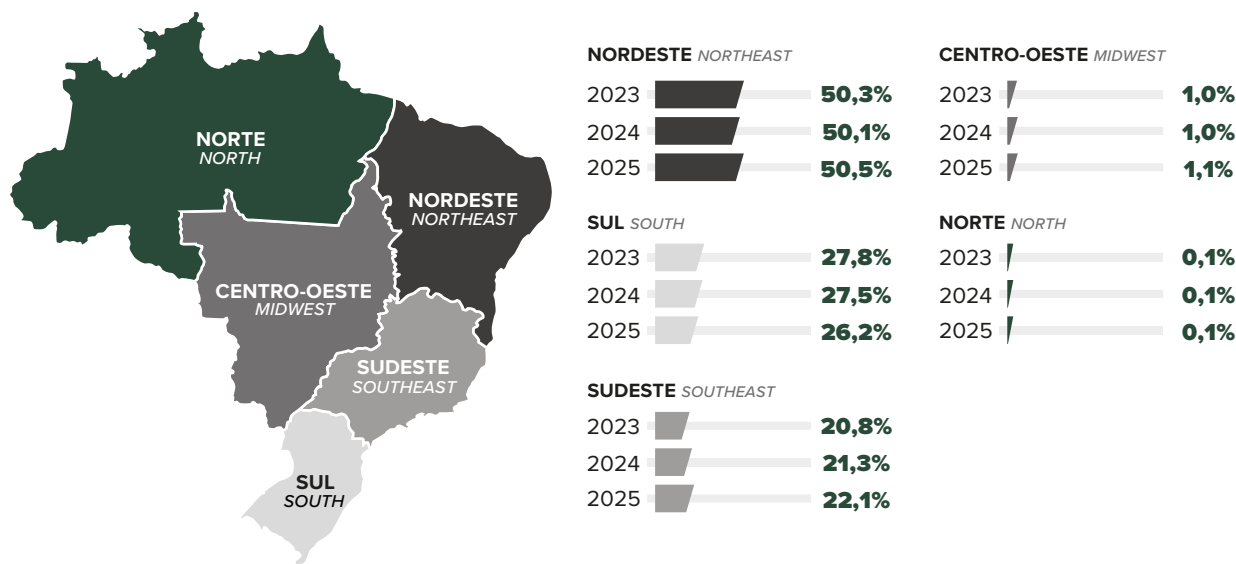 NORTE
NORTH
NORDESTE
NORTHEAST
CENTRO-OESTE
MIDWEST
SUDESTE
SOUTHEAST
SUL
SOUTH
NORDESTE NORTHEAST
2023 50,3%
2024 50,1%
2025 50,5%
SUL SOUTH
2023 27,8%
2024 27,5%
2025 26,2%
SUDESTE SOUTHEAST
2023 20,8%
2024 21,3%
2025 22,1%
CENTRO-OESTE MIDWEST
2023 1,0%
2024 1,0%
2025 1,1%
NORTE NORTH
2023 0,1%
2024 0,1%
2025 0,1%